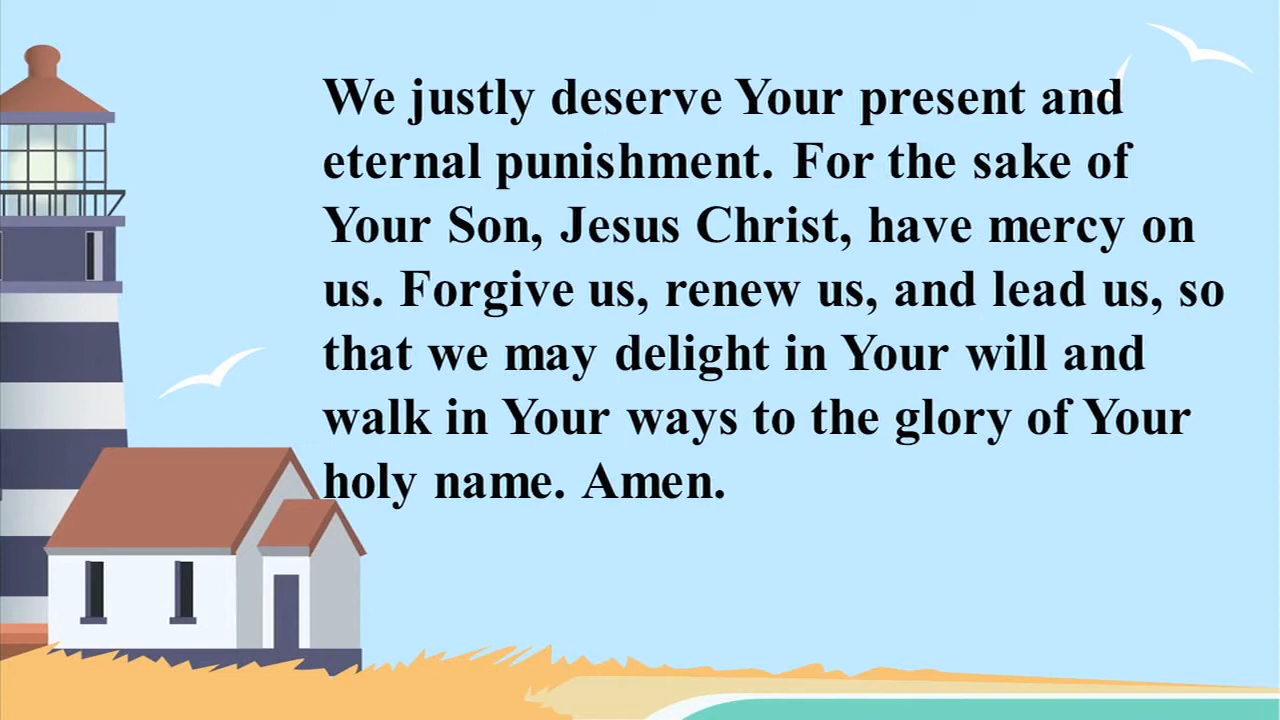 We justly deserve Your present and
eternal punishment. For the sake of
Your Son, Jesus Christ, have mercy on
us. Forgive us, renew us, and lead us, so
that we may delight in Your will and
walk in Your ways to the glory of Your
holy name. Amen.